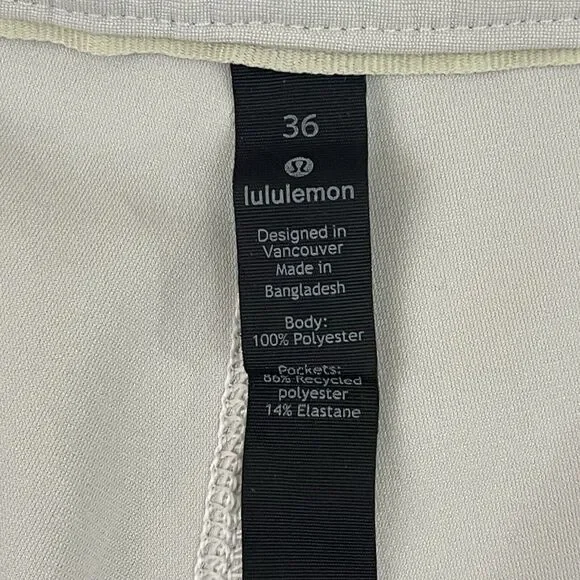 36
lululemon
Designed in
Vancouver
Made in
Bangladesh
Body:
100% Polyester
Pockets:
86% Recycled
polyester
14% Elastane